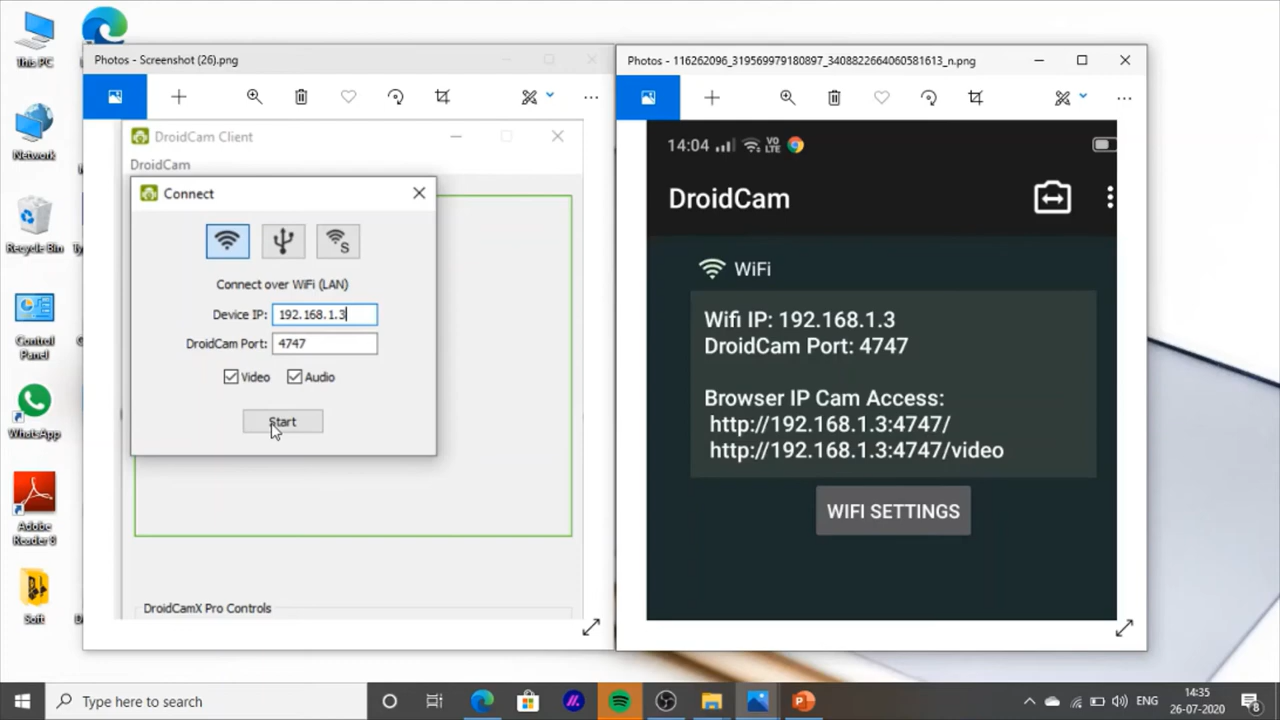 This PC
Network
Recycle Bin
Control
Panel
WhatsApp
Adobe
Reader 8
Soft
Photos - Screenshot (26).png
DroidCam Client
DroidCam
Connect
S
Connect over WiFi (LAN)
Device IP: 192.168.1.3
DroidCam Port: 4747
Video Audio
Start
DroidCamX Pro Controls
Photos - 116262096_319569979180897_3408822664060581613_n.png
14:04 VO
LTE
DroidCam
WiFi
Wifi IP: 192.168.1.3
DroidCam Port: 4747
Browser IP Cam Access:
http://192.168.1.3:4747/
http://192.168.1.3:4747/video
WIFI SETTINGS
Type here to search
ENG
14:35
26-07-2020
8